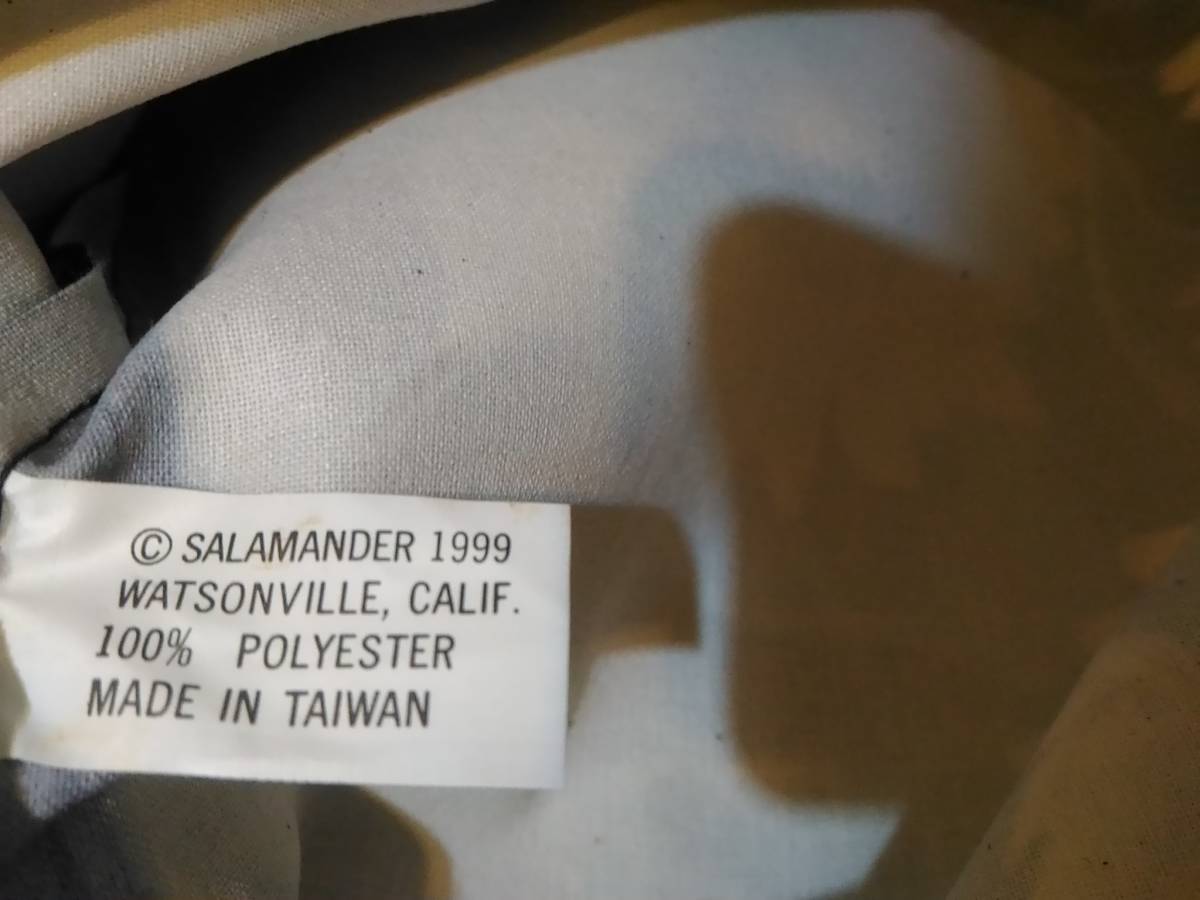 © SALAMANDER 1999
WATSONVILLE, CALIF.
100% POLYESTER
MADE IN TAIWAN